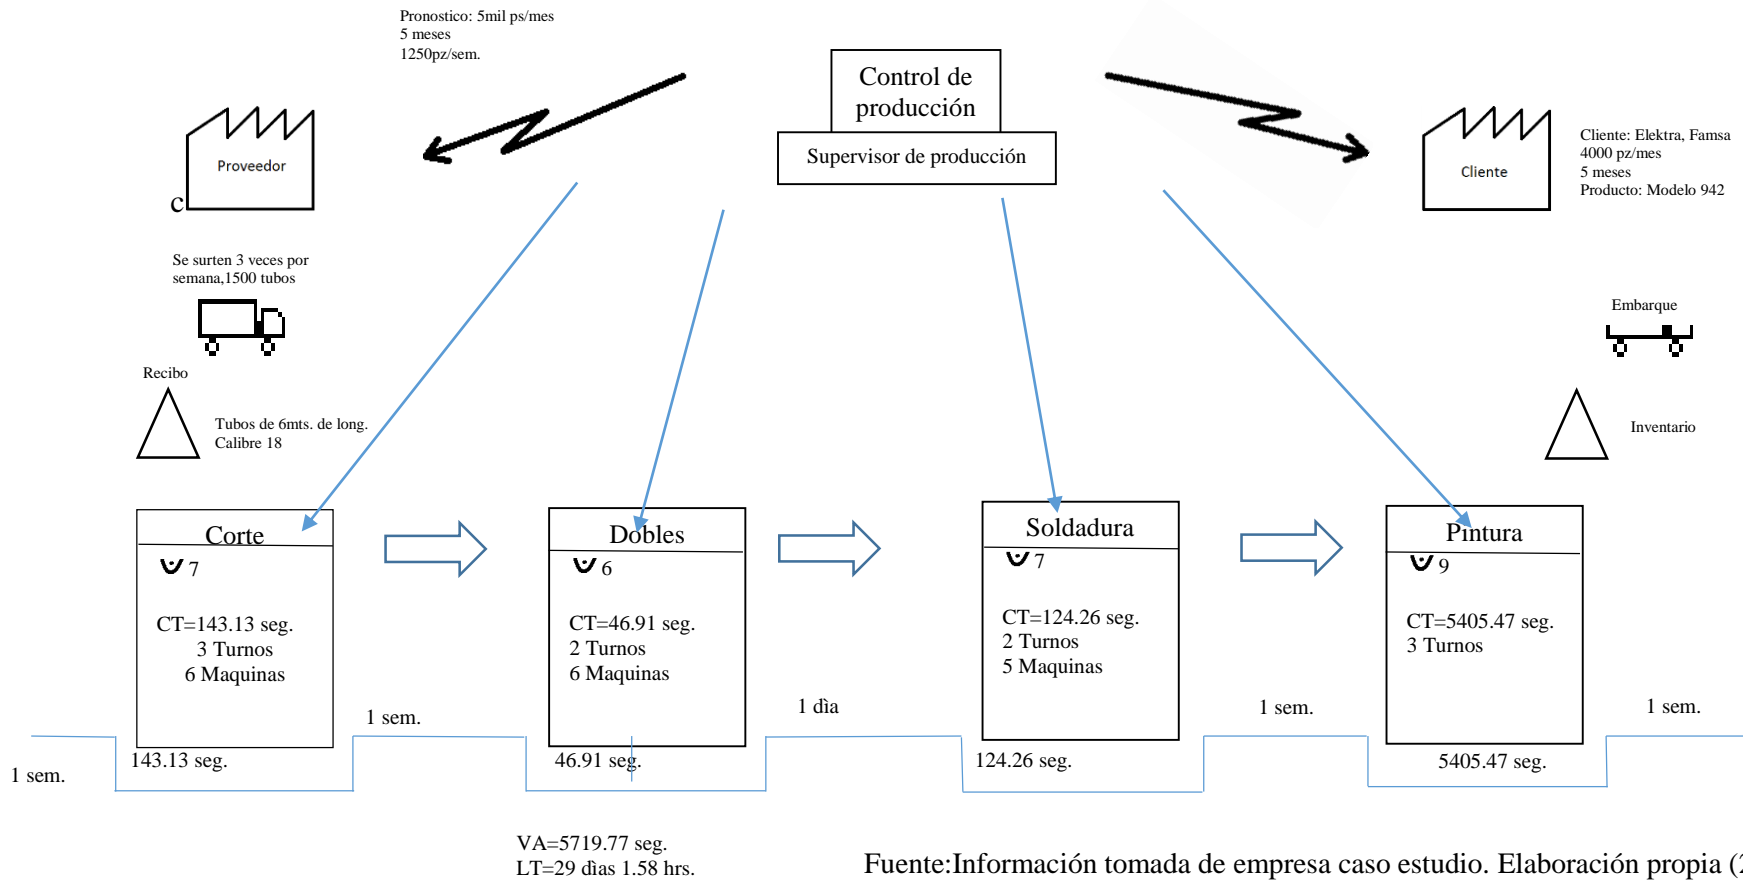 Pronostico: 5mil ps/mes
5 meses
1250pz/sem.
Control de
producción
Supervisor de producción
Proveedor
c
Cliente
Cliente: Elektra, Famsa
4000 pz/mes
5 meses
Producto: Modelo 942
Se surten 3 veces por
semana,1500 tubos
Embarque
Recibo
Tubos de 6mts. de long.
Calibre 18
Inventario
Corte
7
CT=143.13 seg.
3 Turnos
6 Maquinas
Dobles
6
CT=46.91 seg.
2 Turnos
6 Maquinas
Soldadura
7
CT=124.26 seg.
2 Turnos
5 Maquinas
Pintura
9
CT=5405.47 seg.
3 Turnos
1 sem.
143.13 seg.
1 sem.
46.91 seg.
1 dìa
124.26 seg.
1 sem.
5405.47 seg.
1 sem.
VA=5719.77 seg.
LT=29 dìas 1.58 hrs.
Fuente:Información tomada de empresa caso estudio. Elaboración propia (